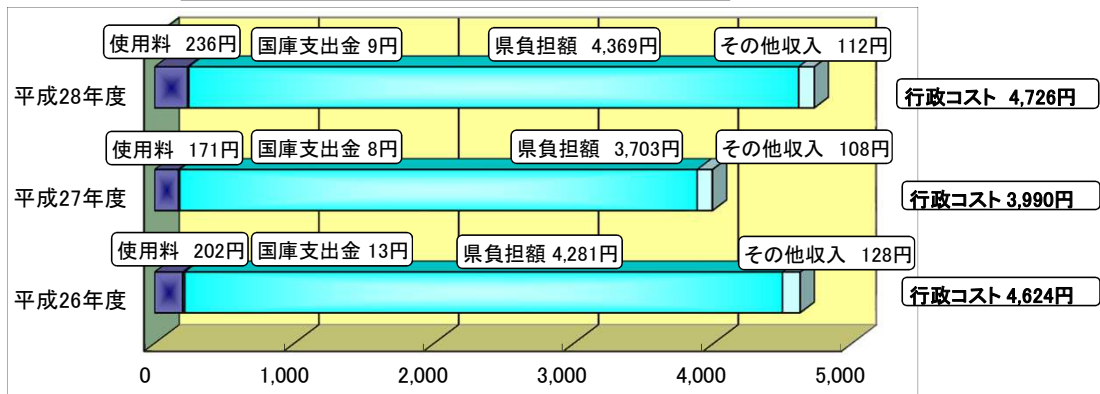 使用料 236円 国庫支出金 9円 県負担額 4,369円 その他収入 112円
平成28年度 行政コスト 4,726円
使用料 171円 国庫支出金 8円 県負担額 3,703円 その他収入 108円
平成27年度 行政コスト 3,990円
使用料 202円 国庫支出金 13円 県負担額 4,281円 その他収入 128円
平成26年度 行政コスト 4,624円
0 1,000 2,000 3,000 4,000 5,000